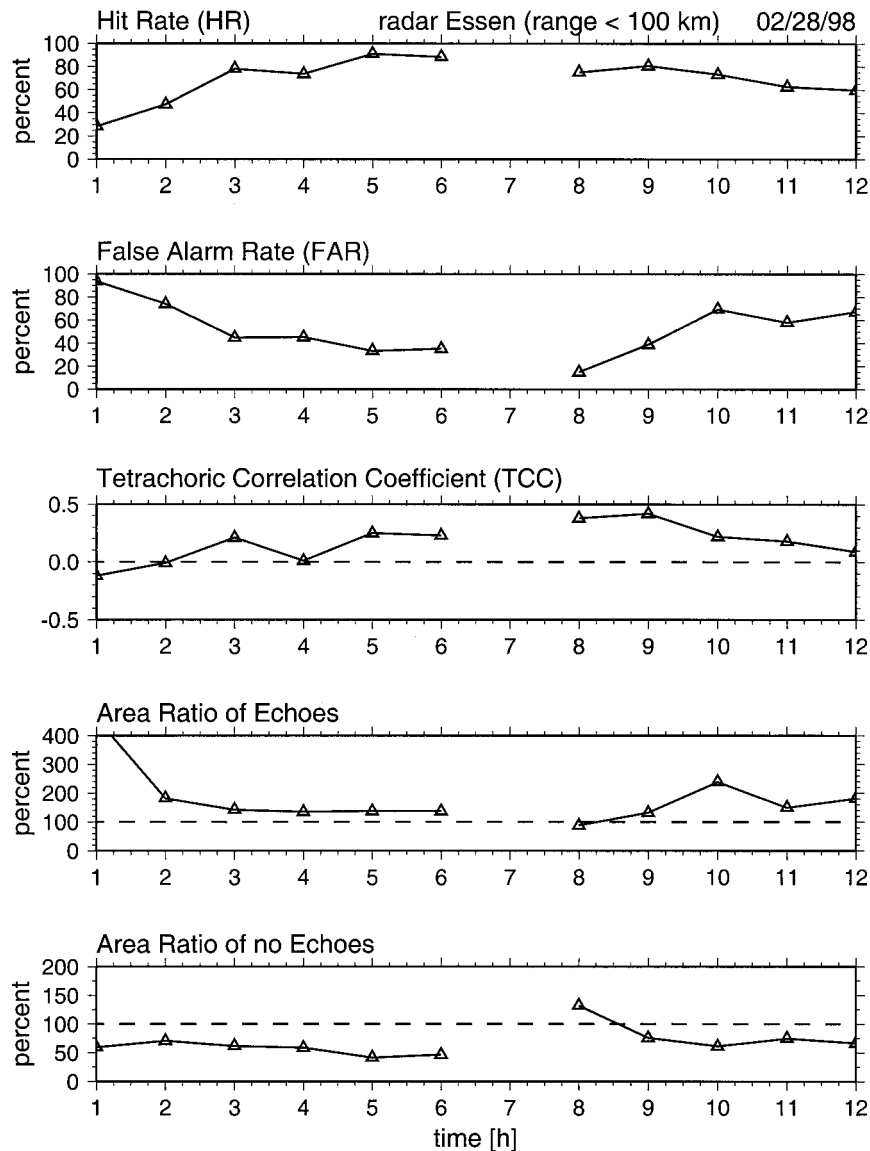 Hit Rate (HR) radar Essen (range < 100 km) 02/28/98
percent
100
80
60
40
20
0
1 2 3 4 5 6 7 8 9 10 11 12
False Alarm Rate (FAR)
percent
100
80
60
40
20
0
1 2 3 4 5 6 7 8 9 10 11 12
Tetrachoric Correlation Coefficient (TCC)
0.5
0.0
-0.5
1 2 3 4 5 6 7 8 9 10 11 12
Area Ratio of Echoes
percent
400
300
200
100
0
1 2 3 4 5 6 7 8 9 10 11 12
Area Ratio of no Echoes
percent
200
150
100
50
0
1 2 3 4 5 6 7 8 9 10 11 12
time [h]